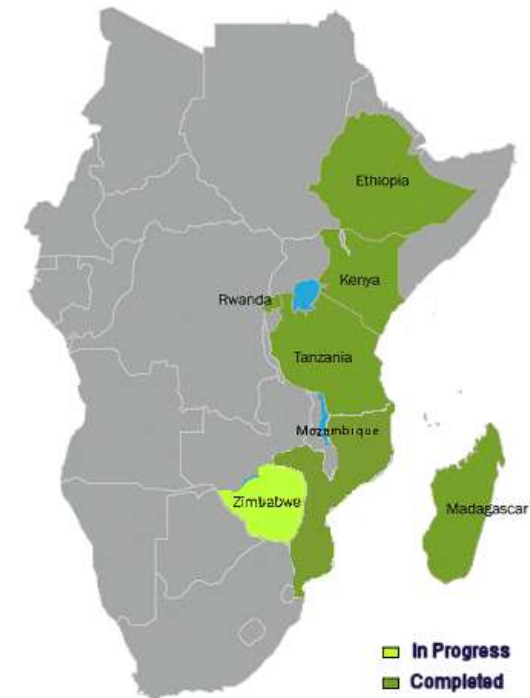 Ethiopia
Kenya
Rwanda
Tanzania
Mozambique
Zimbabwe
Madagascar
In Progress
Completed